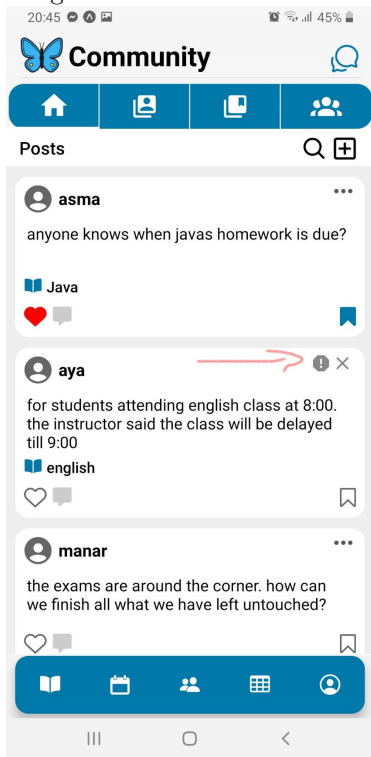 20:45
45%
Community
Posts
asma
anyone knows when javas homework is due?
Java
aya
for students attending english class at 8:00.
the instructor said the class will be delayed
till 9:00
english
manar
the exams are around the corner. how can
we finish all what we have left untouched?